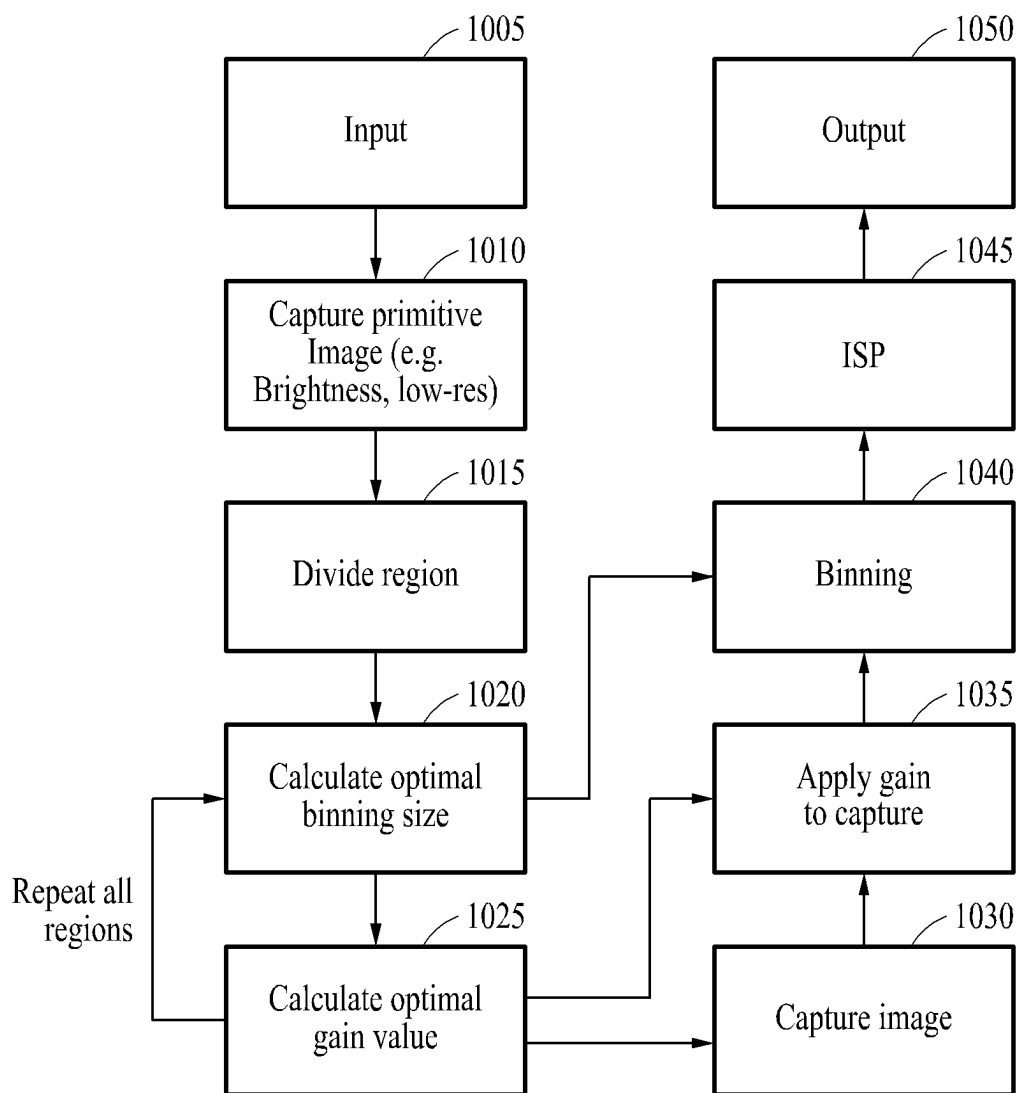 1005
Input
1010
Capture primitive
Image (e.g.
Brightness, low-res)
1015
Divide region
1020
Calculate optimal
binning size
Repeat all
regions
1025
Calculate optimal
gain value
1050
Output
1045
ISP
1040
Binning
1035
Apply gain
to capture
1030
Capture image